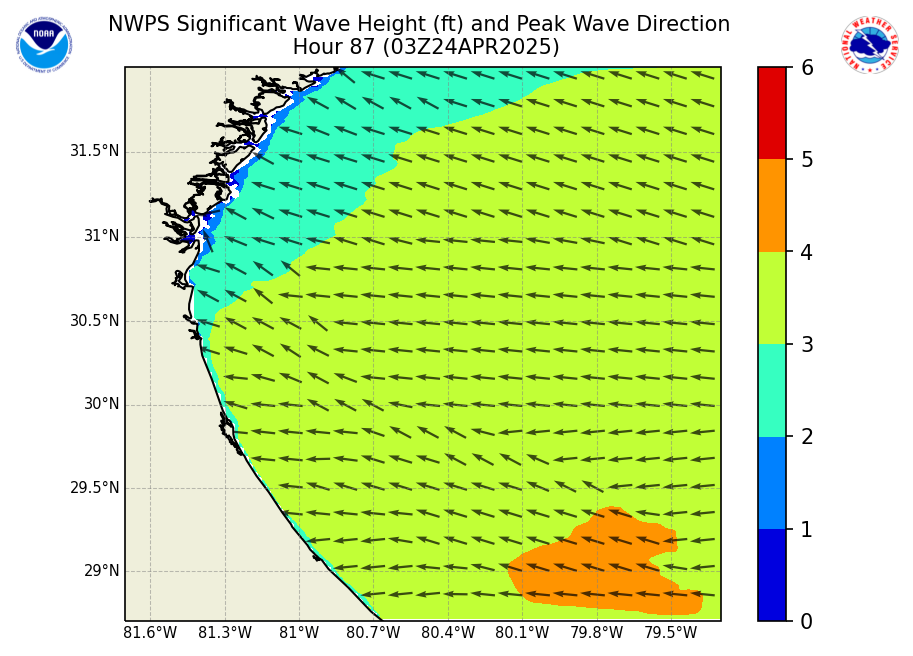 NWPS Significant Wave Height (ft) and Peak Wave Direction
Hour 87 (03Z24APR2025)
NOAA
NATIONAL WEATHER SERVICE
31.5°N
31°N
30.5°N
30°N
29.5°N
29°N
81.6°W 81.3°W 81°W 80.7°W 80.4°W 80.1°W 79.8°W 79.5°W
6
5
4
3
2
1
0